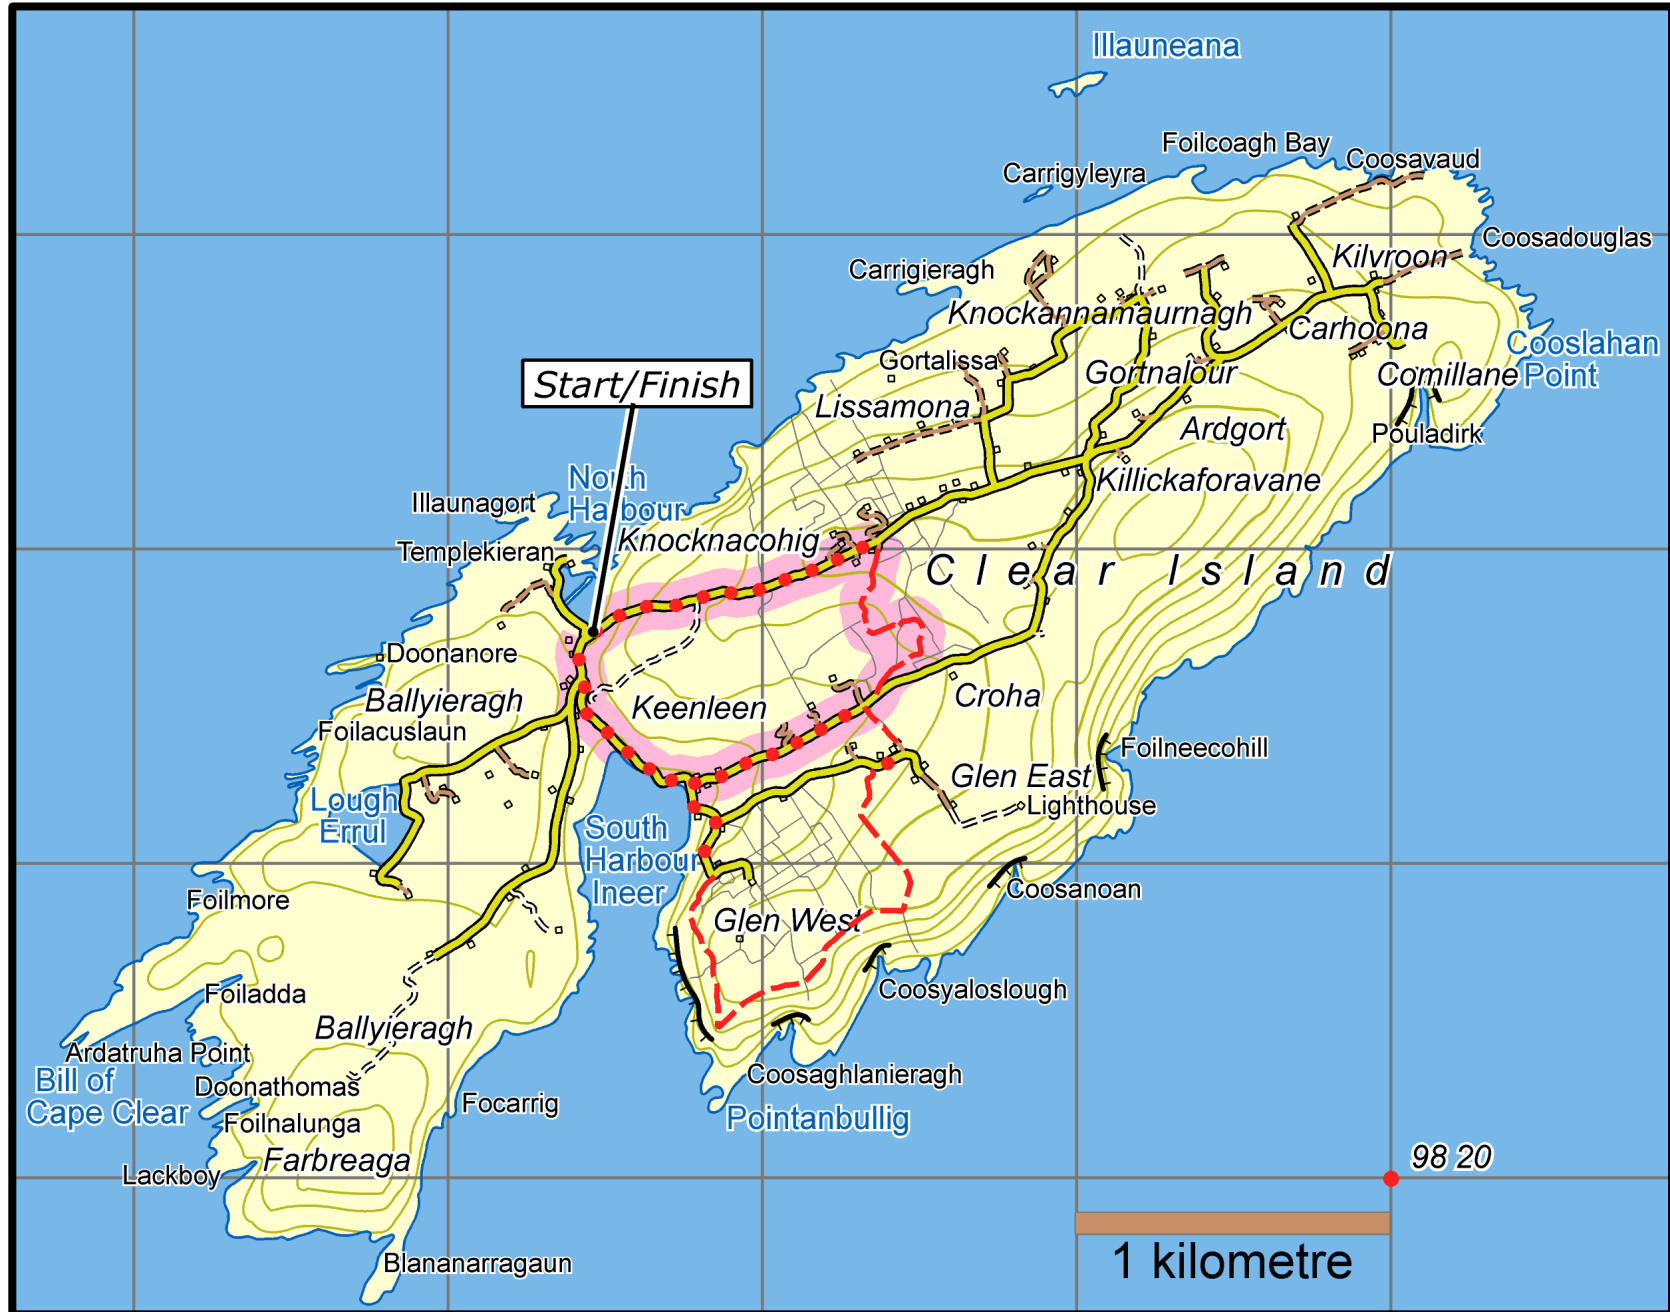 Illauneana
Foilcoagh Bay
Coosavaud
Carrigyleyra
Coosadouglas
Kilvroon
Carrigieragh
Knockannamaurnagh
Carhoona
Cooslahan
Point
Gortalissa
Gortnalour
Comillane
Start/Finish
Lissamona
Ardgort
Pouladirk
North
Harbour
Killickaforavane
Illaunagort
Knocknacohig
Templekieran
Clear Island
Doonanore
Ballyieragh
Keenleen
Croha
Foilacuslaun
Foilneecohill
Glen East
Lighthouse
Lough
Errul
South
Harbour
Ineer
Coosanoan
Foilmore
Glen West
Foiladda
Coosyaloslough
Ballyieragh
Ardatruha Point
Bill of
Cape Clear
Doonathomas
Coosaghlanieragh
Focarrig
Pointanbullig
Foilnalunga
Farbreaga
Lackboy
98 20
Blananarragaun
1 kilometre